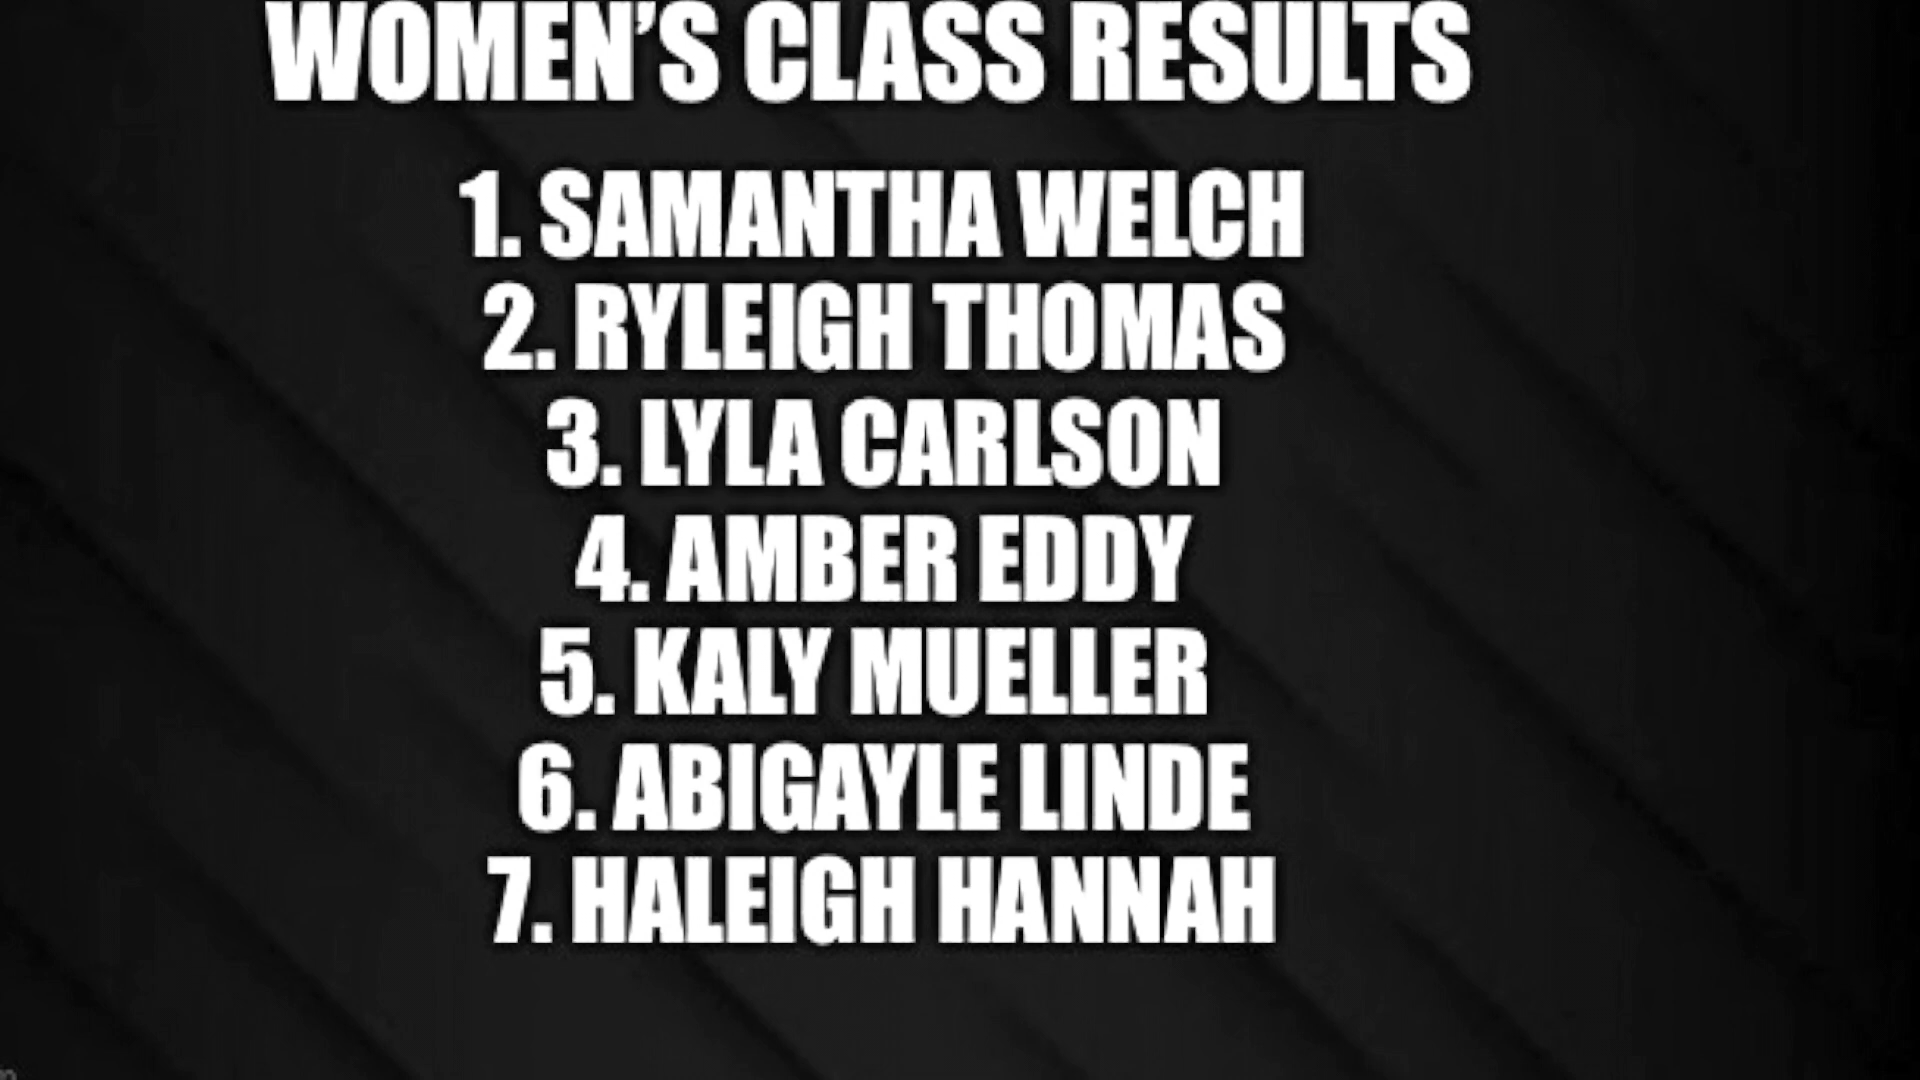 WOMEN'S CLASS RESULTS
1. SAMANTHA WELCH
2. RYLEIGH THOMAS
3. LYLA CARLSON
4. AMBER EDDY
5. KALY MUELLER
6. ABIGAYLE LINDE
7. HALEIGH HANNAH